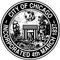 CITY OF CHICAGO
INCORPORATED 4th MARCH 1837